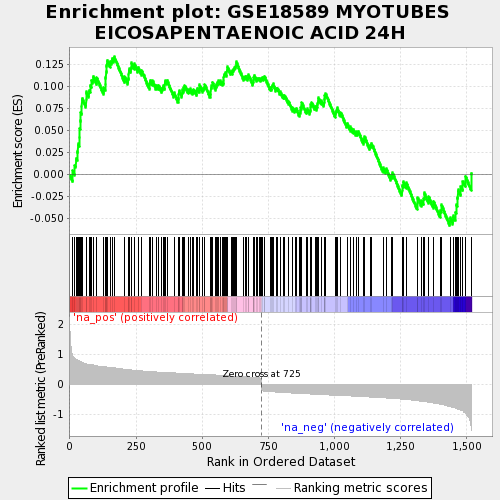 Enrichment plot: GSE18589 MYOTUBES
EICOSAPENTAENOIC ACID 24H
Enrichment score (ES)
0.125
0.100
0.075
0.050
0.025
0.000
-0.025
-0.050
'na_pos' (positively correlated)
Ranked list metric (PreRanked)
2
1
0
-1
Zero cross at 725
'na_neg' (negatively correlated)
0
250
500
750
1,000
1,250
1,500
Rank in Ordered Dataset
Enrichment profile
Hits
Ranking metric scores